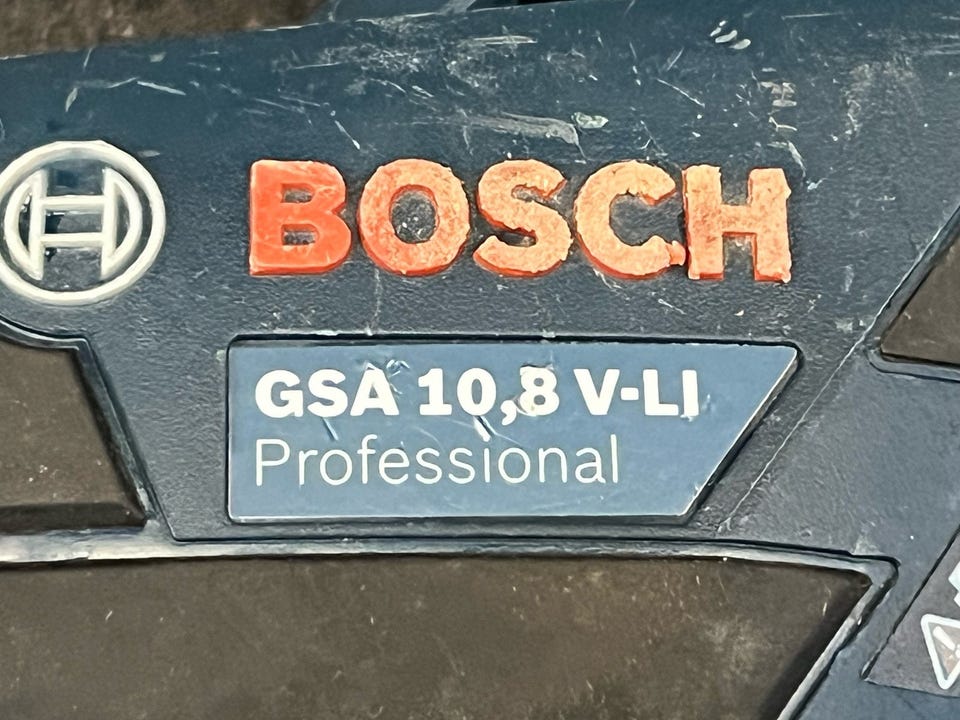 BOSCH
GSA 10,8 V-LI
Professional